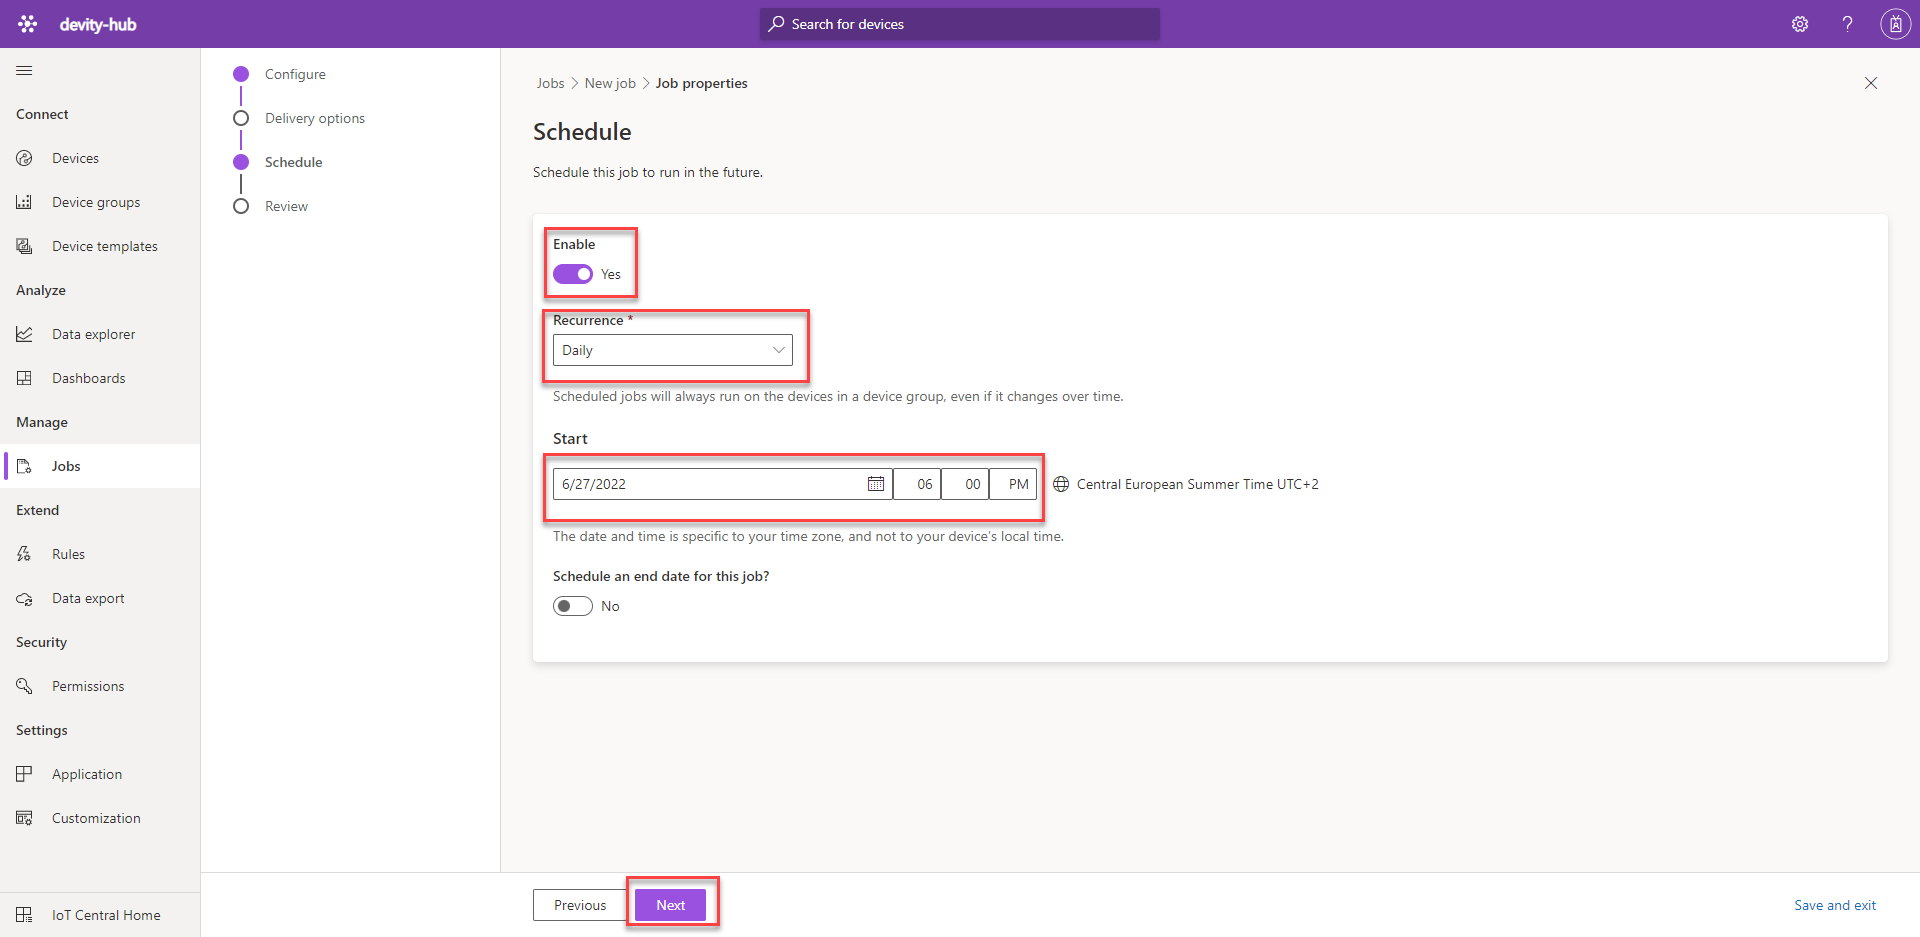 devity-hub
Search for devices
?
Connect
Devices
Device groups
Device templates
Analyze
Data explorer
Dashboards
Manage
Jobs
Extend
Rules
Data export
Security
Permissions
Settings
Application
Customization
IoT Central Home
Configure
Delivery options
Schedule
Review
Jobs > New job > Job properties
Schedule
Schedule this job to run in the future.
Enable
Yes
Recurrence *
Daily
Scheduled jobs will always run on the devices in a device group, even if it changes over time.
Start
6/27/2022 06 00 PM Central European Summer Time UTC+2
The date and time is specific to your time zone, and not to your device's local time.
Schedule an end date for this job?
No
Previous
Next
Save and exit